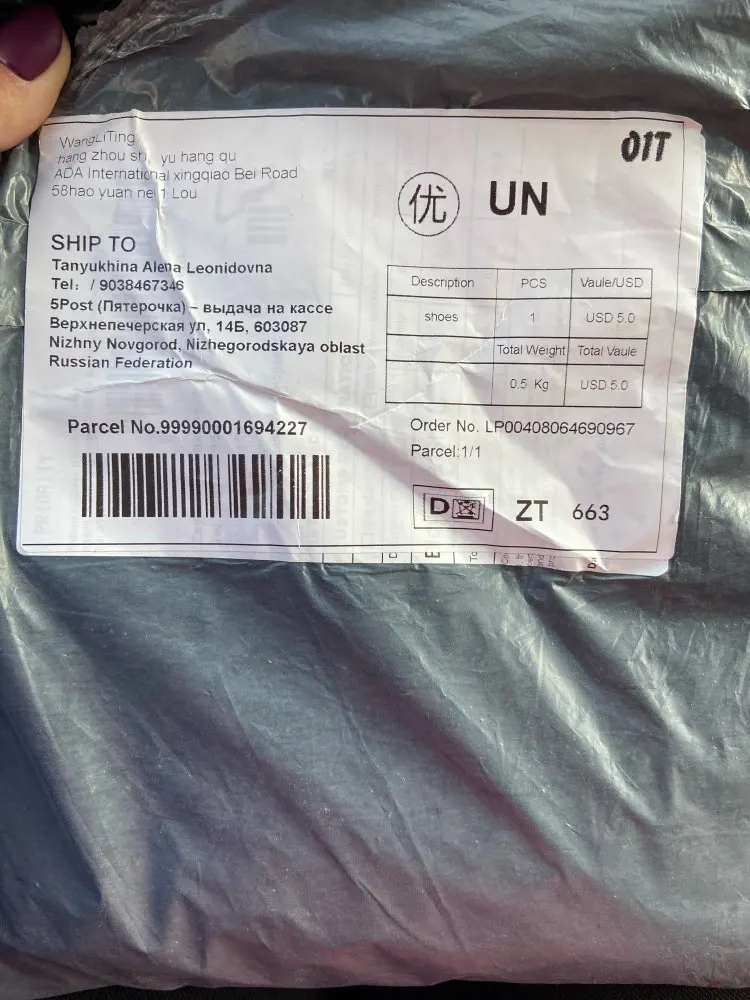 WangLiTing
hang zhou shi, yu hang qu
ADA International xingqiao Bei Road
58hao yuan nei 1 Lou
01T
优 UN
SHIP TO
Tanyukhina Alena Leonidovna
Tel: / 9038467346
5Post (Пятерочка) – выдача на кассе
Верхнепечерская ул, 14Б, 603087
Nizhny Novgorod, Nizhegorodskaya oblast
Russian Federation
Description PCS Vaule/USD
shoes 1 USD 5.0
Total Weight Total Vaule
0.5 Kg USD 5.0
Parcel No.99990001694227
Order No. LP00408064690967
Parcel:1/1
D ZT 663
PRIORITY